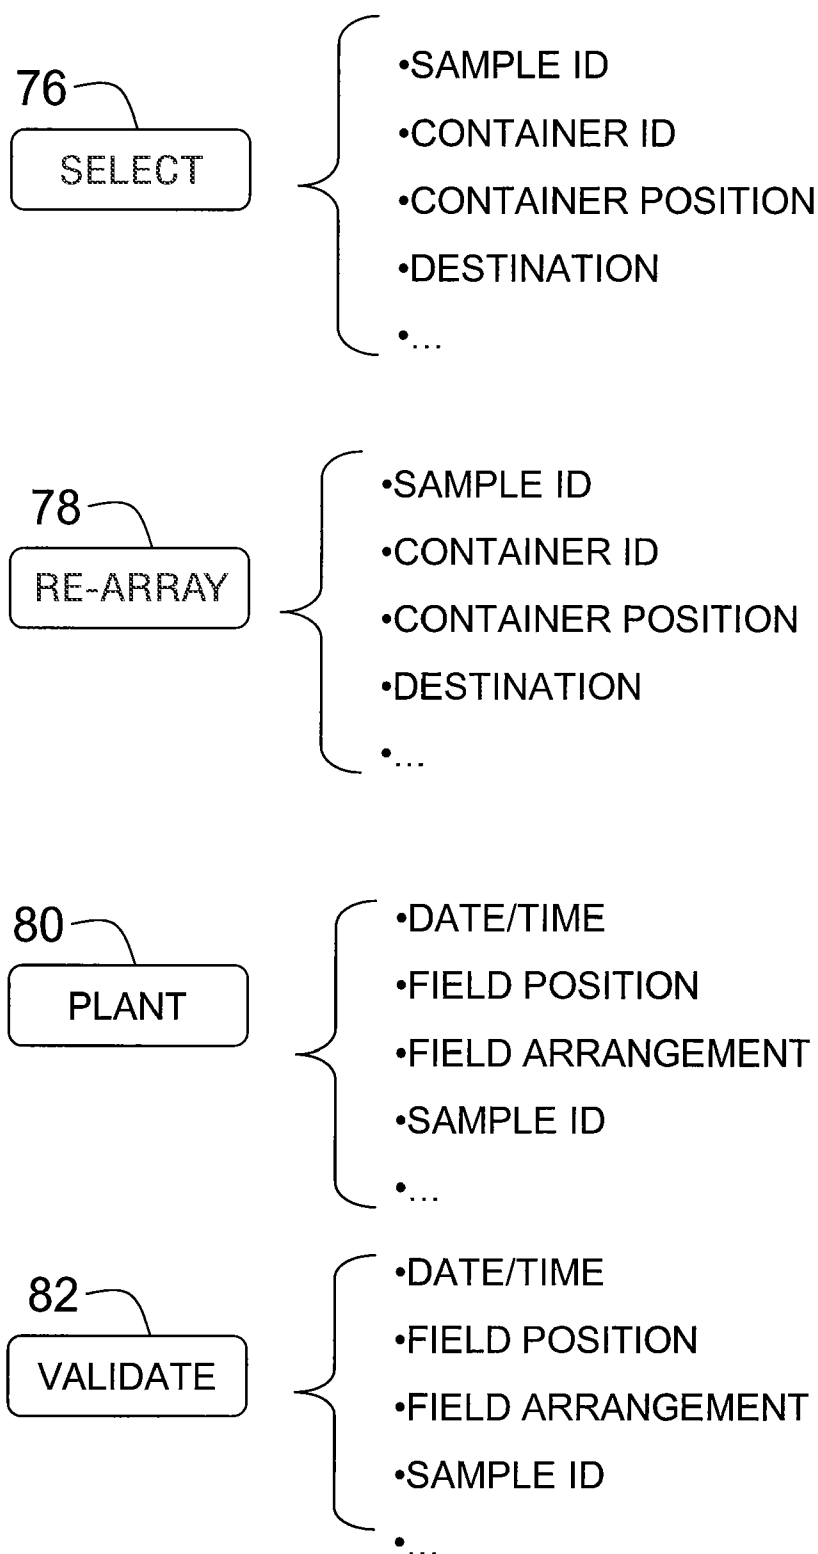 76
SELECT
•SAMPLE ID
•CONTAINER ID
•CONTAINER POSITION
•DESTINATION
•...
78
RE-ARRAY
•SAMPLE ID
•CONTAINER ID
•CONTAINER POSITION
•DESTINATION
•...
80
PLANT
•DATE/TIME
•FIELD POSITION
•FIELD ARRANGEMENT
•SAMPLE ID
•...
82
VALIDATE
•DATE/TIME
•FIELD POSITION
•FIELD ARRANGEMENT
•SAMPLE ID
•...